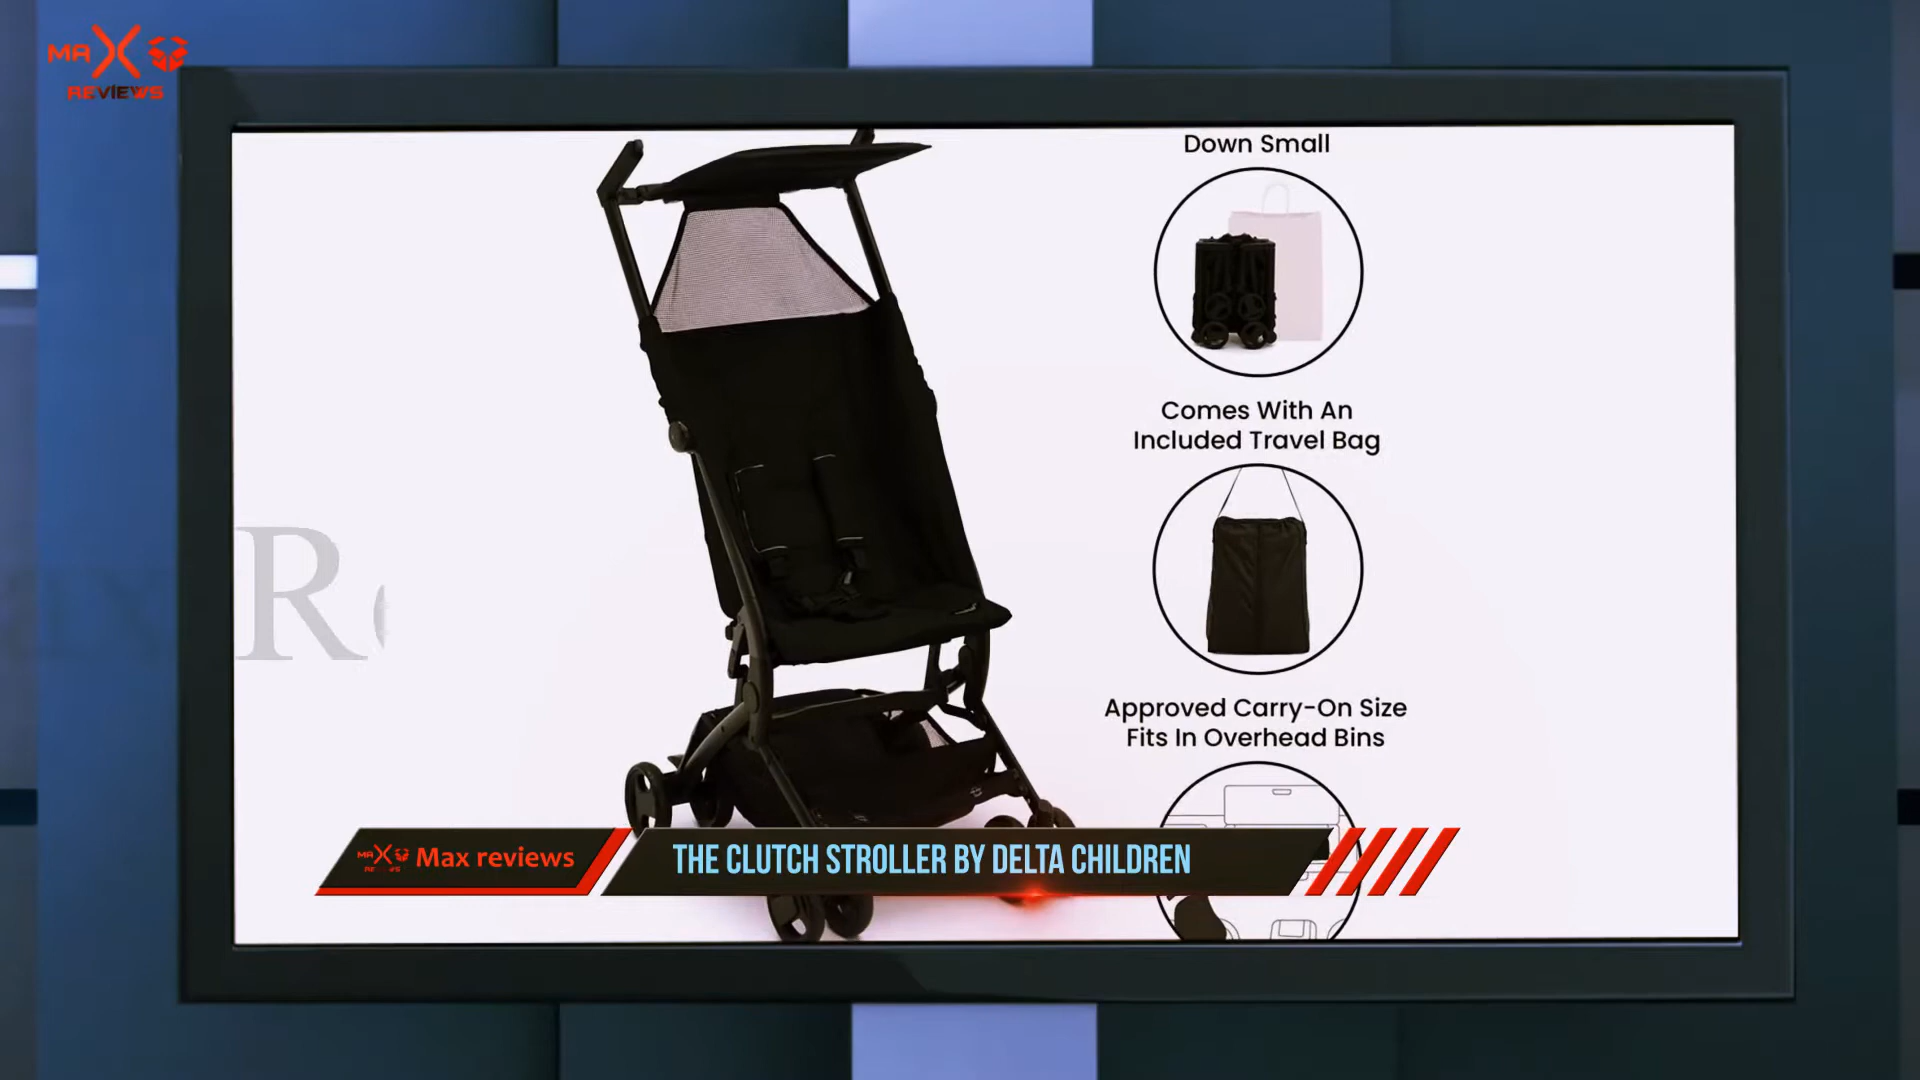 MAX
REVIEWS
Down Small
Comes With An
Included Travel Bag
Approved Carry-On Size
Fits In Overhead Bins
Max reviews
THE CLUTCH STROLLER BY DELTA CHILDREN